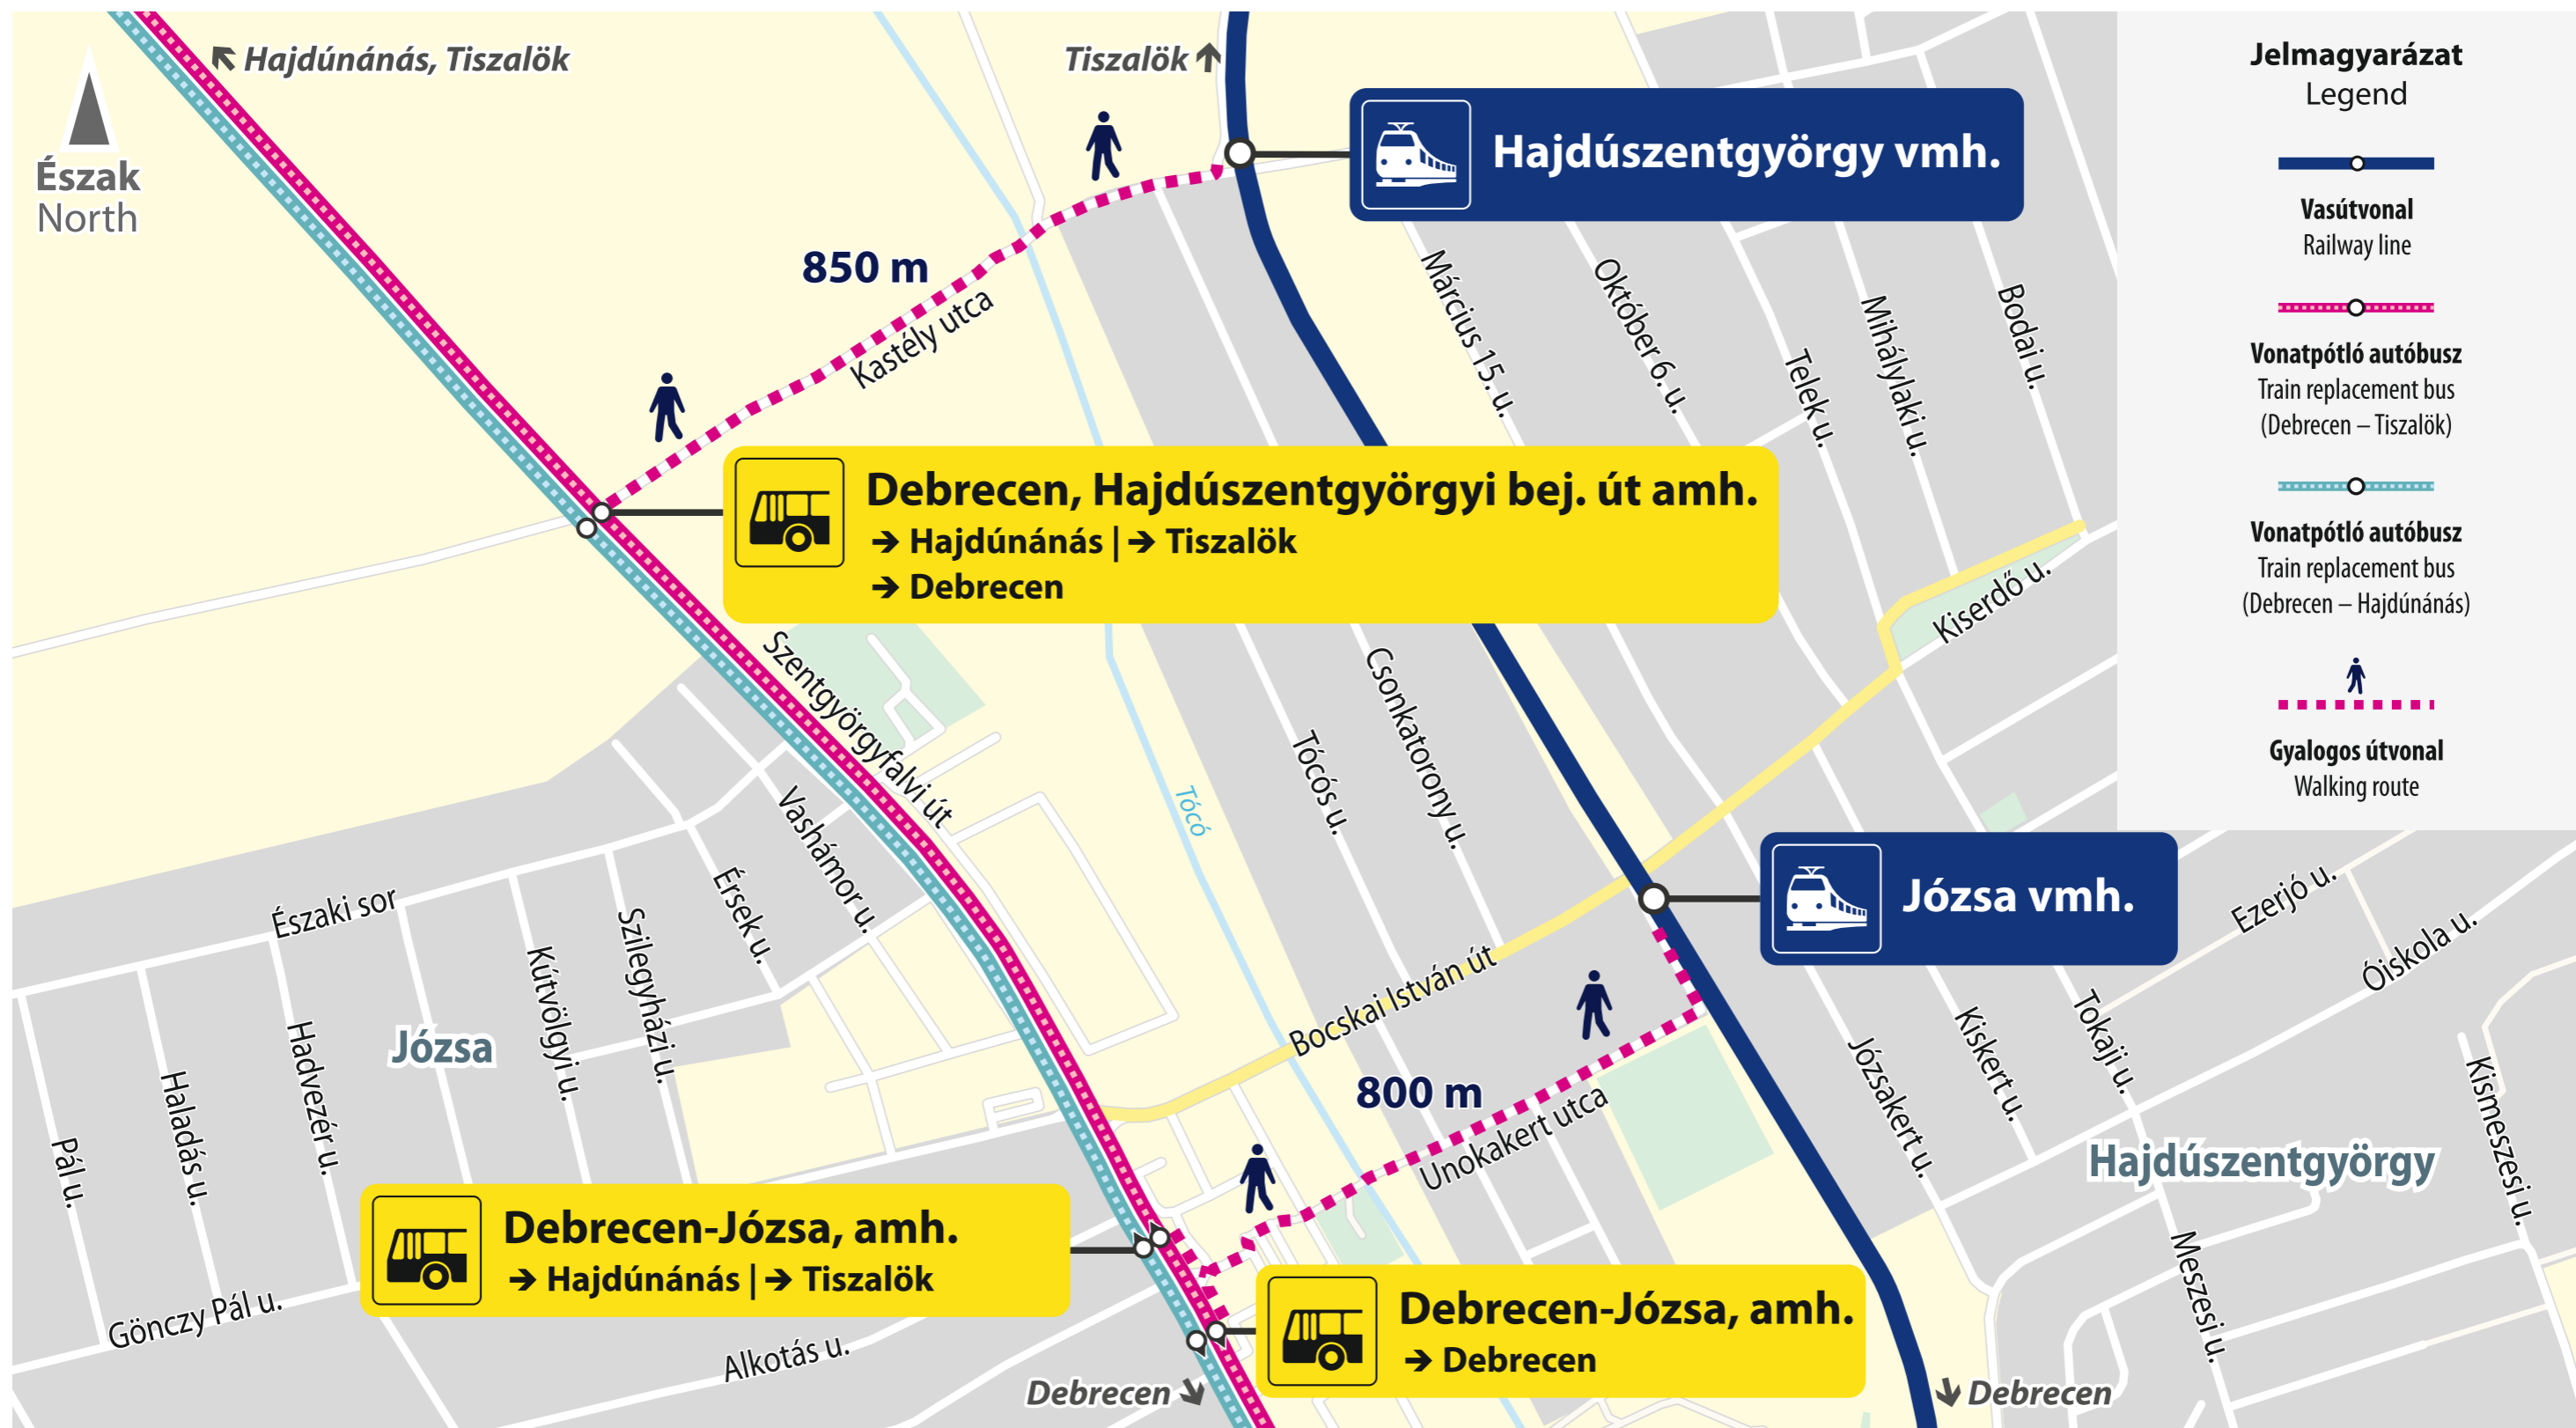 Hajdúnánás, Tiszalök
Tiszalök
Észak
North
Hajdúszentgyörgy vmh.
850 m
Kastély utca
Március 15. u.
Október 6. u.
Telek u.
Mihálylaki u.
Bodai u.
Kiserdő u.
Debrecen, Hajdúszentgyörgyi bej. út amh.
➔ Hajdúnánás | ➔ Tiszalök
➔ Debrecen
Szentgyörgyfalvi út
Csonkatorony u.
Tócós u.
Tócó
Vashámor u.
Érsek u.
Északi sor
Szilegyházi u.
Kútvölgyi u.
Hadvezér u.
Haladás u.
Pál u.
Józsa
Józsa vmh.
Bocskai István út
800 m
Unokakert utca
Józsakert u.
Kiskert u.
Tokaji u.
Ezerjó u.
Óiskola u.
Kismeszesi u.
Hajdúszentgyörgy
Meszesi u.
Debrecen-Józsa, amh.
➔ Hajdúnánás | ➔ Tiszalök
Debrecen-Józsa, amh.
➔ Debrecen
Gönczy Pál u.
Alkotás u.
Debrecen
Debrecen
Jelmagyarázat
Legend
Vasútvonal
Railway line
Vonatpótló autóbusz
Train replacement bus
(Debrecen – Tiszalök)
Vonatpótló autóbusz
Train replacement bus
(Debrecen – Hajdúnánás)
Gyalogos útvonal
Walking route